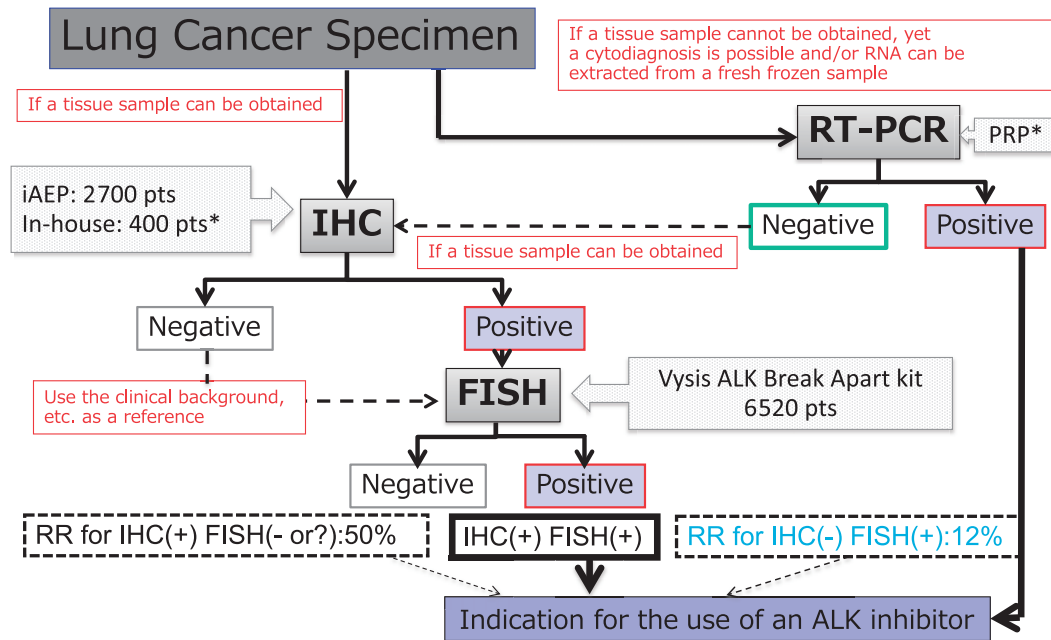 Lung Cancer Specimen
If a tissue sample cannot be obtained, yet
a cytodiagnosis is possible and/or RNA can be
extracted from a fresh frozen sample
If a tissue sample can be obtained
RT-PCR
PRP*
iAEP: 2700 pts
In-house: 400 pts*
IHC
Negative
Positive
If a tissue sample can be obtained
Negative
Positive
Use the clinical background,
etc. as a reference
FISH
Vysis ALK Break Apart kit
6520 pts
Negative
Positive
RR for IHC(+) FISH(- or?):50%
IHC(+) FISH(+)
RR for IHC(-) FISH(+):12%
Indication for the use of an ALK inhibitor